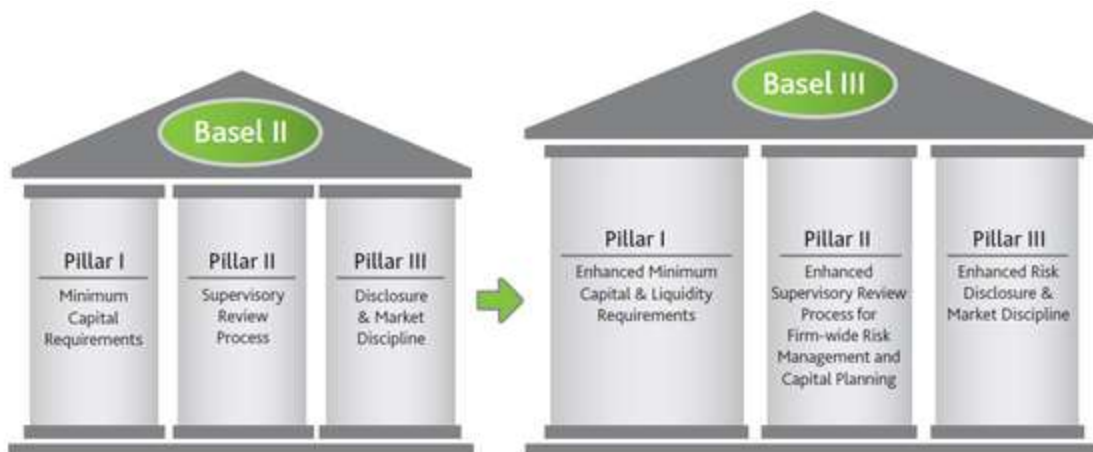 Basel II
Pillar I
Minimum
Capital
Requirements
Pillar II
Supervisory
Review
Process
Pillar III
Disclosure
& Market
Discipline
Basel III
Pillar I
Enhanced Minimum
Capital & Liquidity
Requirements
Pillar II
Enhanced
Supervisory Review
Process for
Firm-wide Risk
Management and
Capital Planning
Pillar III
Enhanced Risk
Disclosure &
Market Discipline